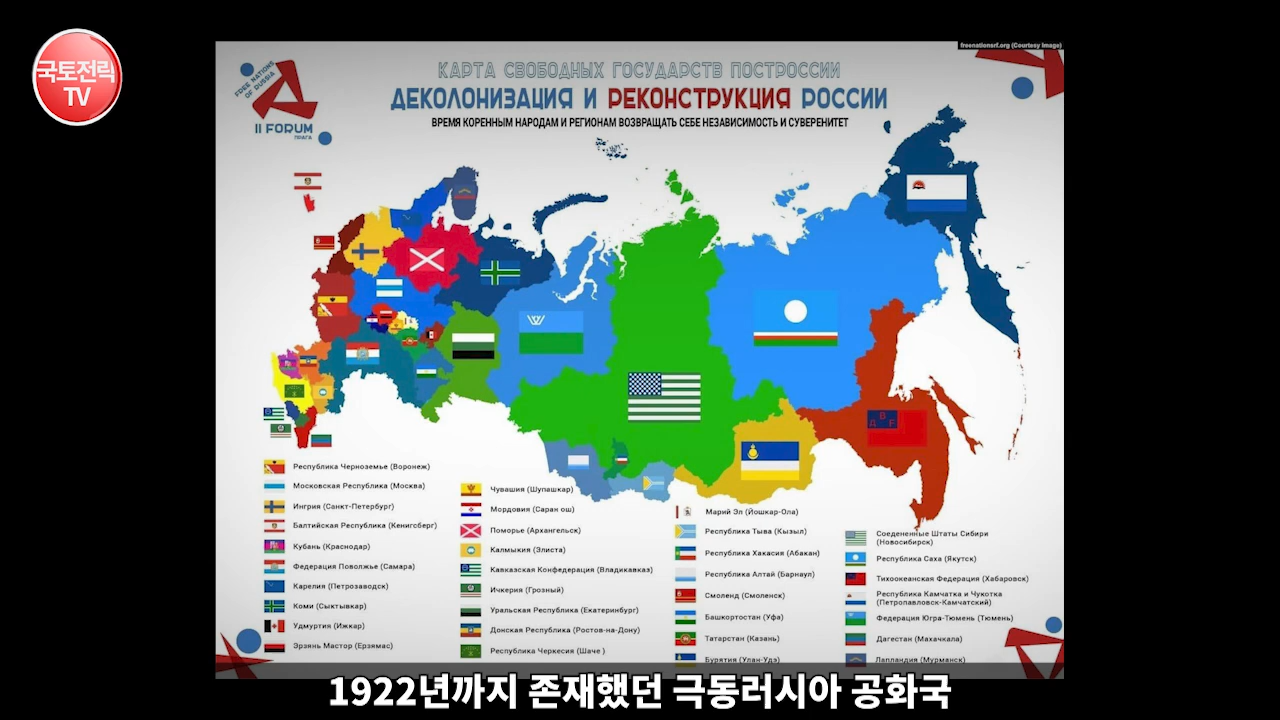 국토전략
TV
freenationsrf.org (Courtesy Image)
FREE NATIONS
OF RUSSIA
II FORUM
ПРАГА
КАРТА СВОБОДНЫХ ГОСУДАРСТВ ПОСТРОССИИ
ДЕКОЛОНИЗАЦИЯ И РЕКОНСТРУКЦИЯ РОССИИ
ВРЕМЯ КОРЕННЫМ НАРОДАМ И РЕГИОНАМ ВОЗВРАЩАТЬ СЕБЕ НЕЗАВИСИМОСТЬ И СУВЕРЕНИТЕТ
Республика Черноземье (Воронеж)
Московская Республика (Москва)
Ингрия (Санкт-Петербург)
Балтийская Республика (Кенигсберг)
Кубань (Краснодар)
Федерация Поволжье (Самара)
Карелия (Петрозаводск)
Коми (Сыктывкар)
Удмуртия (Ижкар)
Эрзянь Мастор (Ерзямас)
Чувашия (Шупашкар)
Мордовия (Саран ош)
Поморье (Архангельск)
Калмыкия (Элиста)
Кавказская Конфедерация (Владикавказ)
Ичкерия (Грозный)
Уральская Республика (Екатеринбург)
Донская Республика (Ростов-на-Дону)
Республика Черкесия (Шаче )
Марий Эл (Йошкар-Ола)
Республика Тыва (Кызыл)
Республика Хакасия (Абакан)
Республика Алтай (Барнаул)
Смоленд (Смоленск)
Башкортостан (Уфа)
Татарстан (Казань)
Бурятия (Улан-Удэ)
Соедененные Штаты Сибири
(Новосибирск)
Республика Саха (Якутск)
Тихоокеанская Федерация (Хабаровск)
Республика Камчатка и Чукотка
(Петропавловск-Камчатский)
Федерация Югра-Тюмень (Тюмень)
Дагестан (Махачкала)
Лапландия (Мурманск)
1922년까지 존재했던 극동러시아 공화국